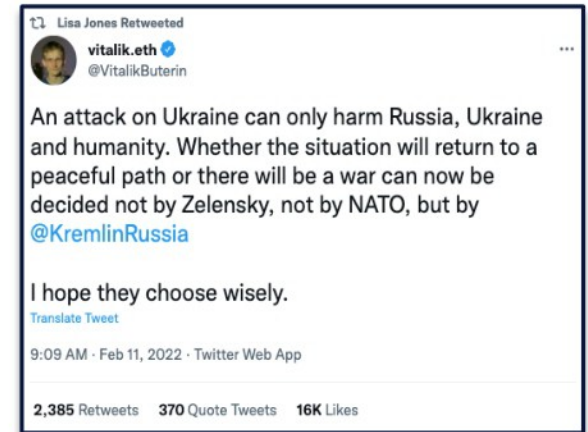 Lisa Jones Retweeted
vitalik.eth
@VitalikButerin
An attack on Ukraine can only harm Russia, Ukraine
and humanity. Whether the situation will return to a
peaceful path or there will be a war can now be
decided not by Zelensky, not by NATO, but by
@KremlinRussia
I hope they choose wisely.
Translate Tweet
9:09 AM · Feb 11, 2022 · Twitter Web App
2,385 Retweets 370 Quote Tweets 16K Likes